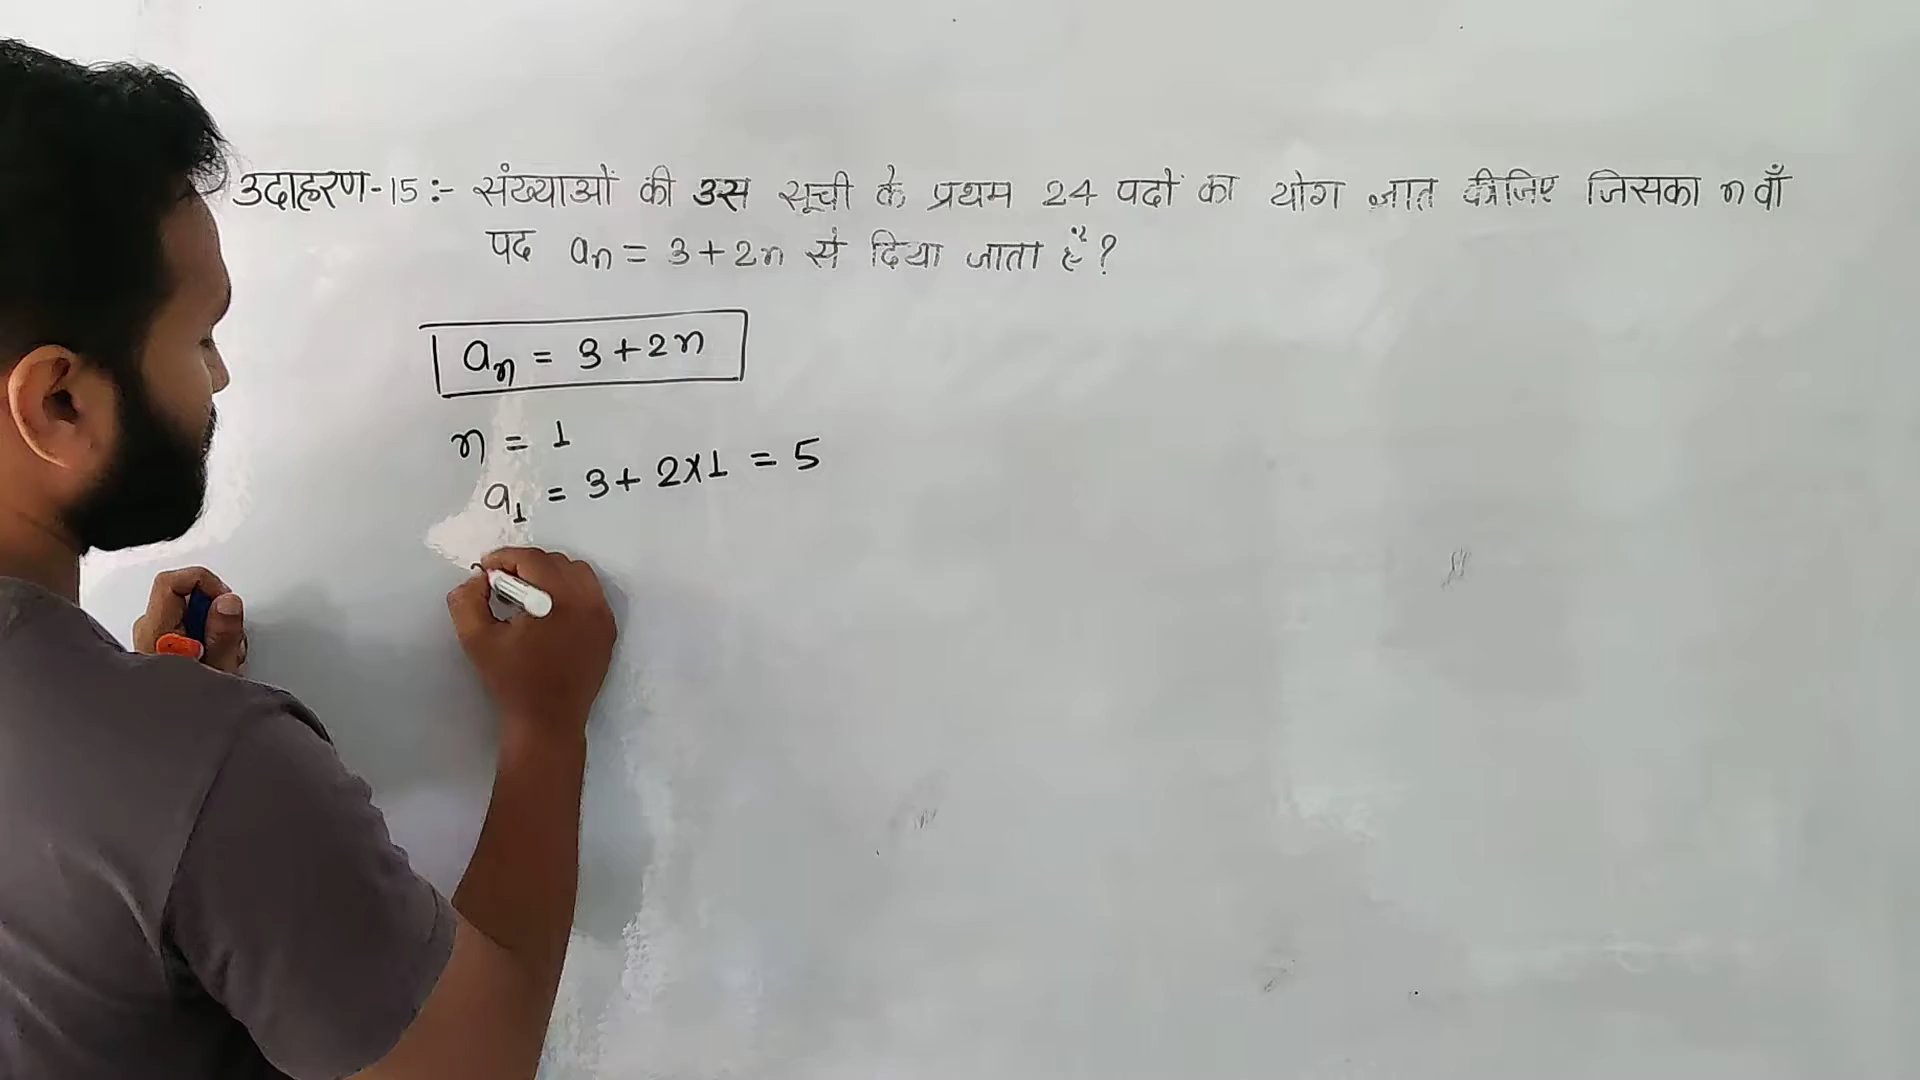 उदाहरण-15:- संख्याओं की उस सूची के प्रथम 24 पदों का योग ज्ञात कीजिए जिसका n वाँ
पद an = 3+2n से दिया जाता है?
an = 3+2n
n = 1
a1 = 3+ 2×1 = 5